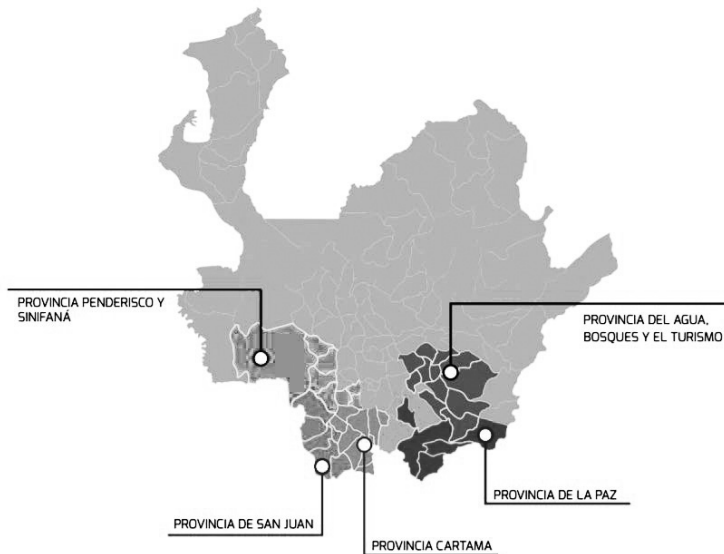 PROVINCIA PENDERISCO Y
SINIFANÁ
PROVINCIA DEL AGUA,
BOSQUES Y EL TURISMO
PROVINCIA DE LA PAZ
PROVINCIA DE SAN JUAN
PROVINCIA CARTAMA